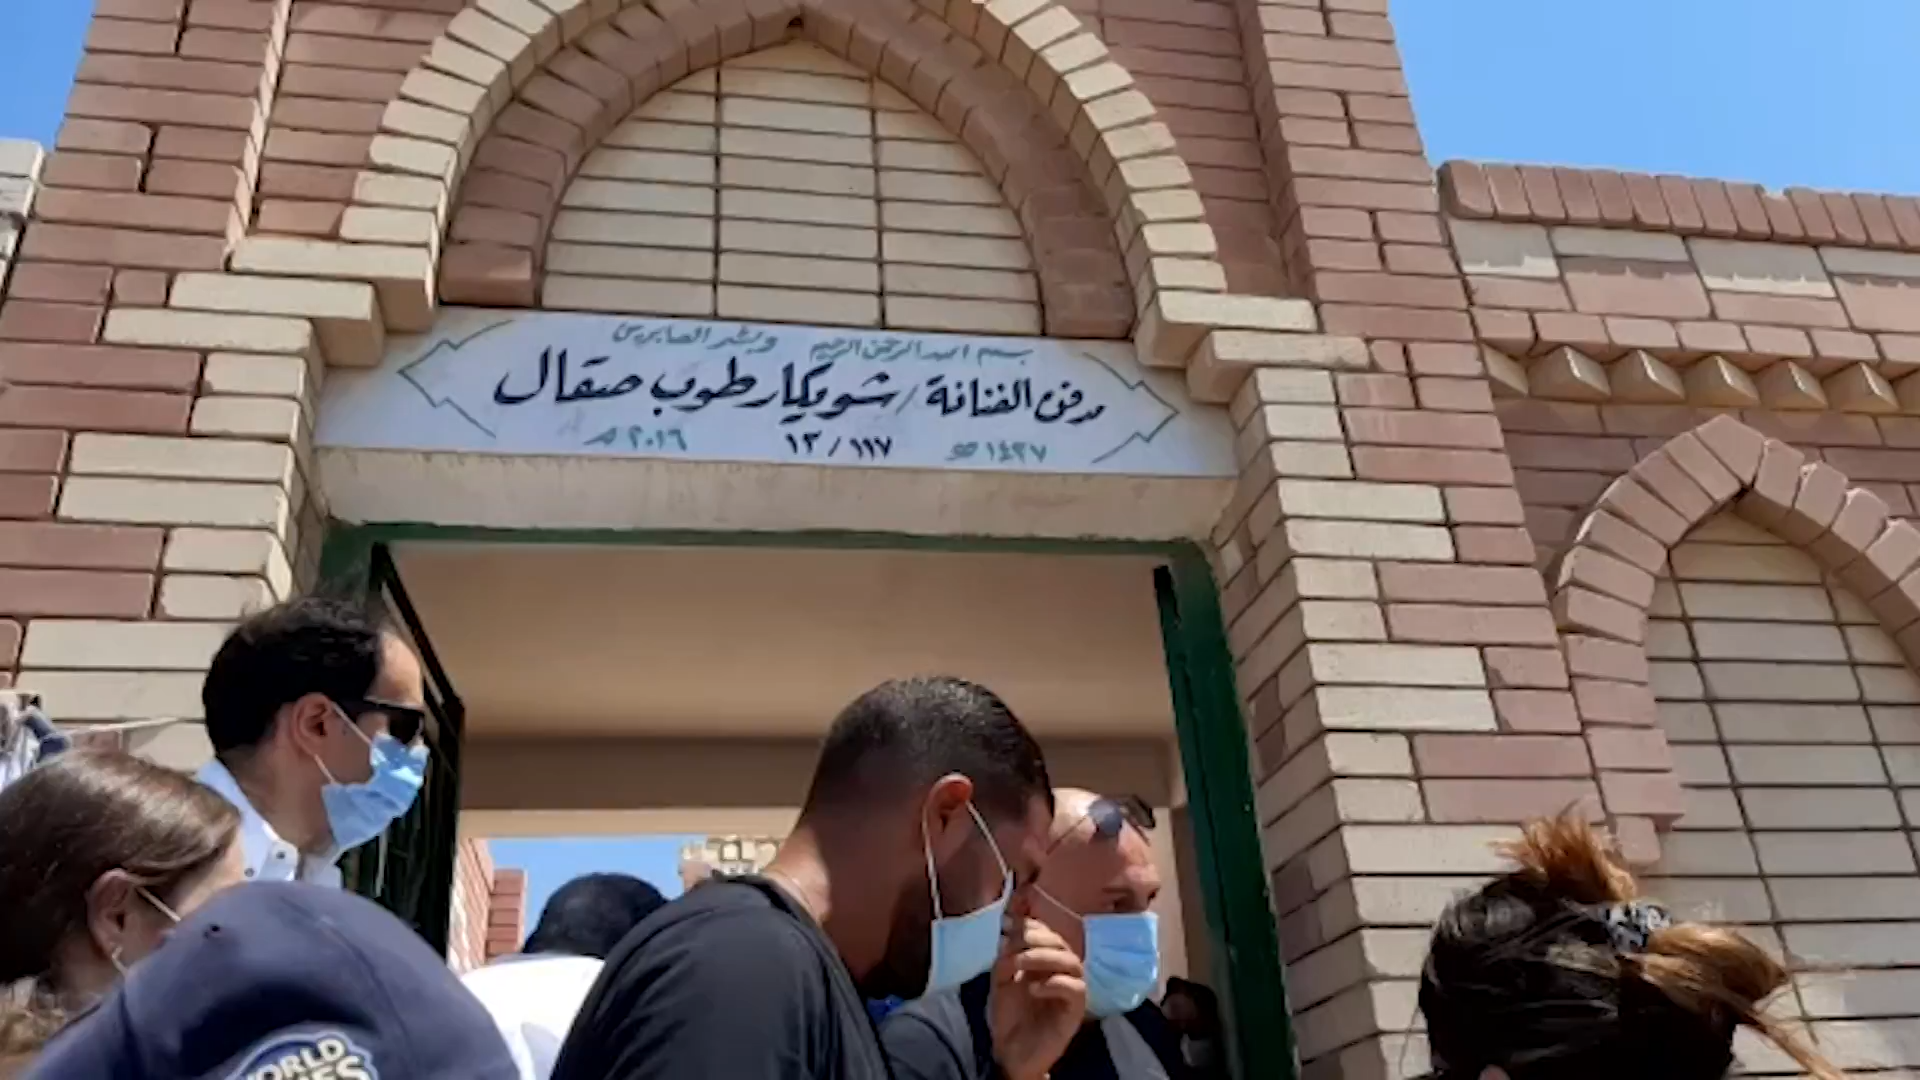 بسم الله الرحمن الرحيم وبشر الصابرين
مدفن الفنانة / شويكار طوب صقال
١٤٣٧ هـ ١٣/١١٧ ٢٠١٦ م
WORLD